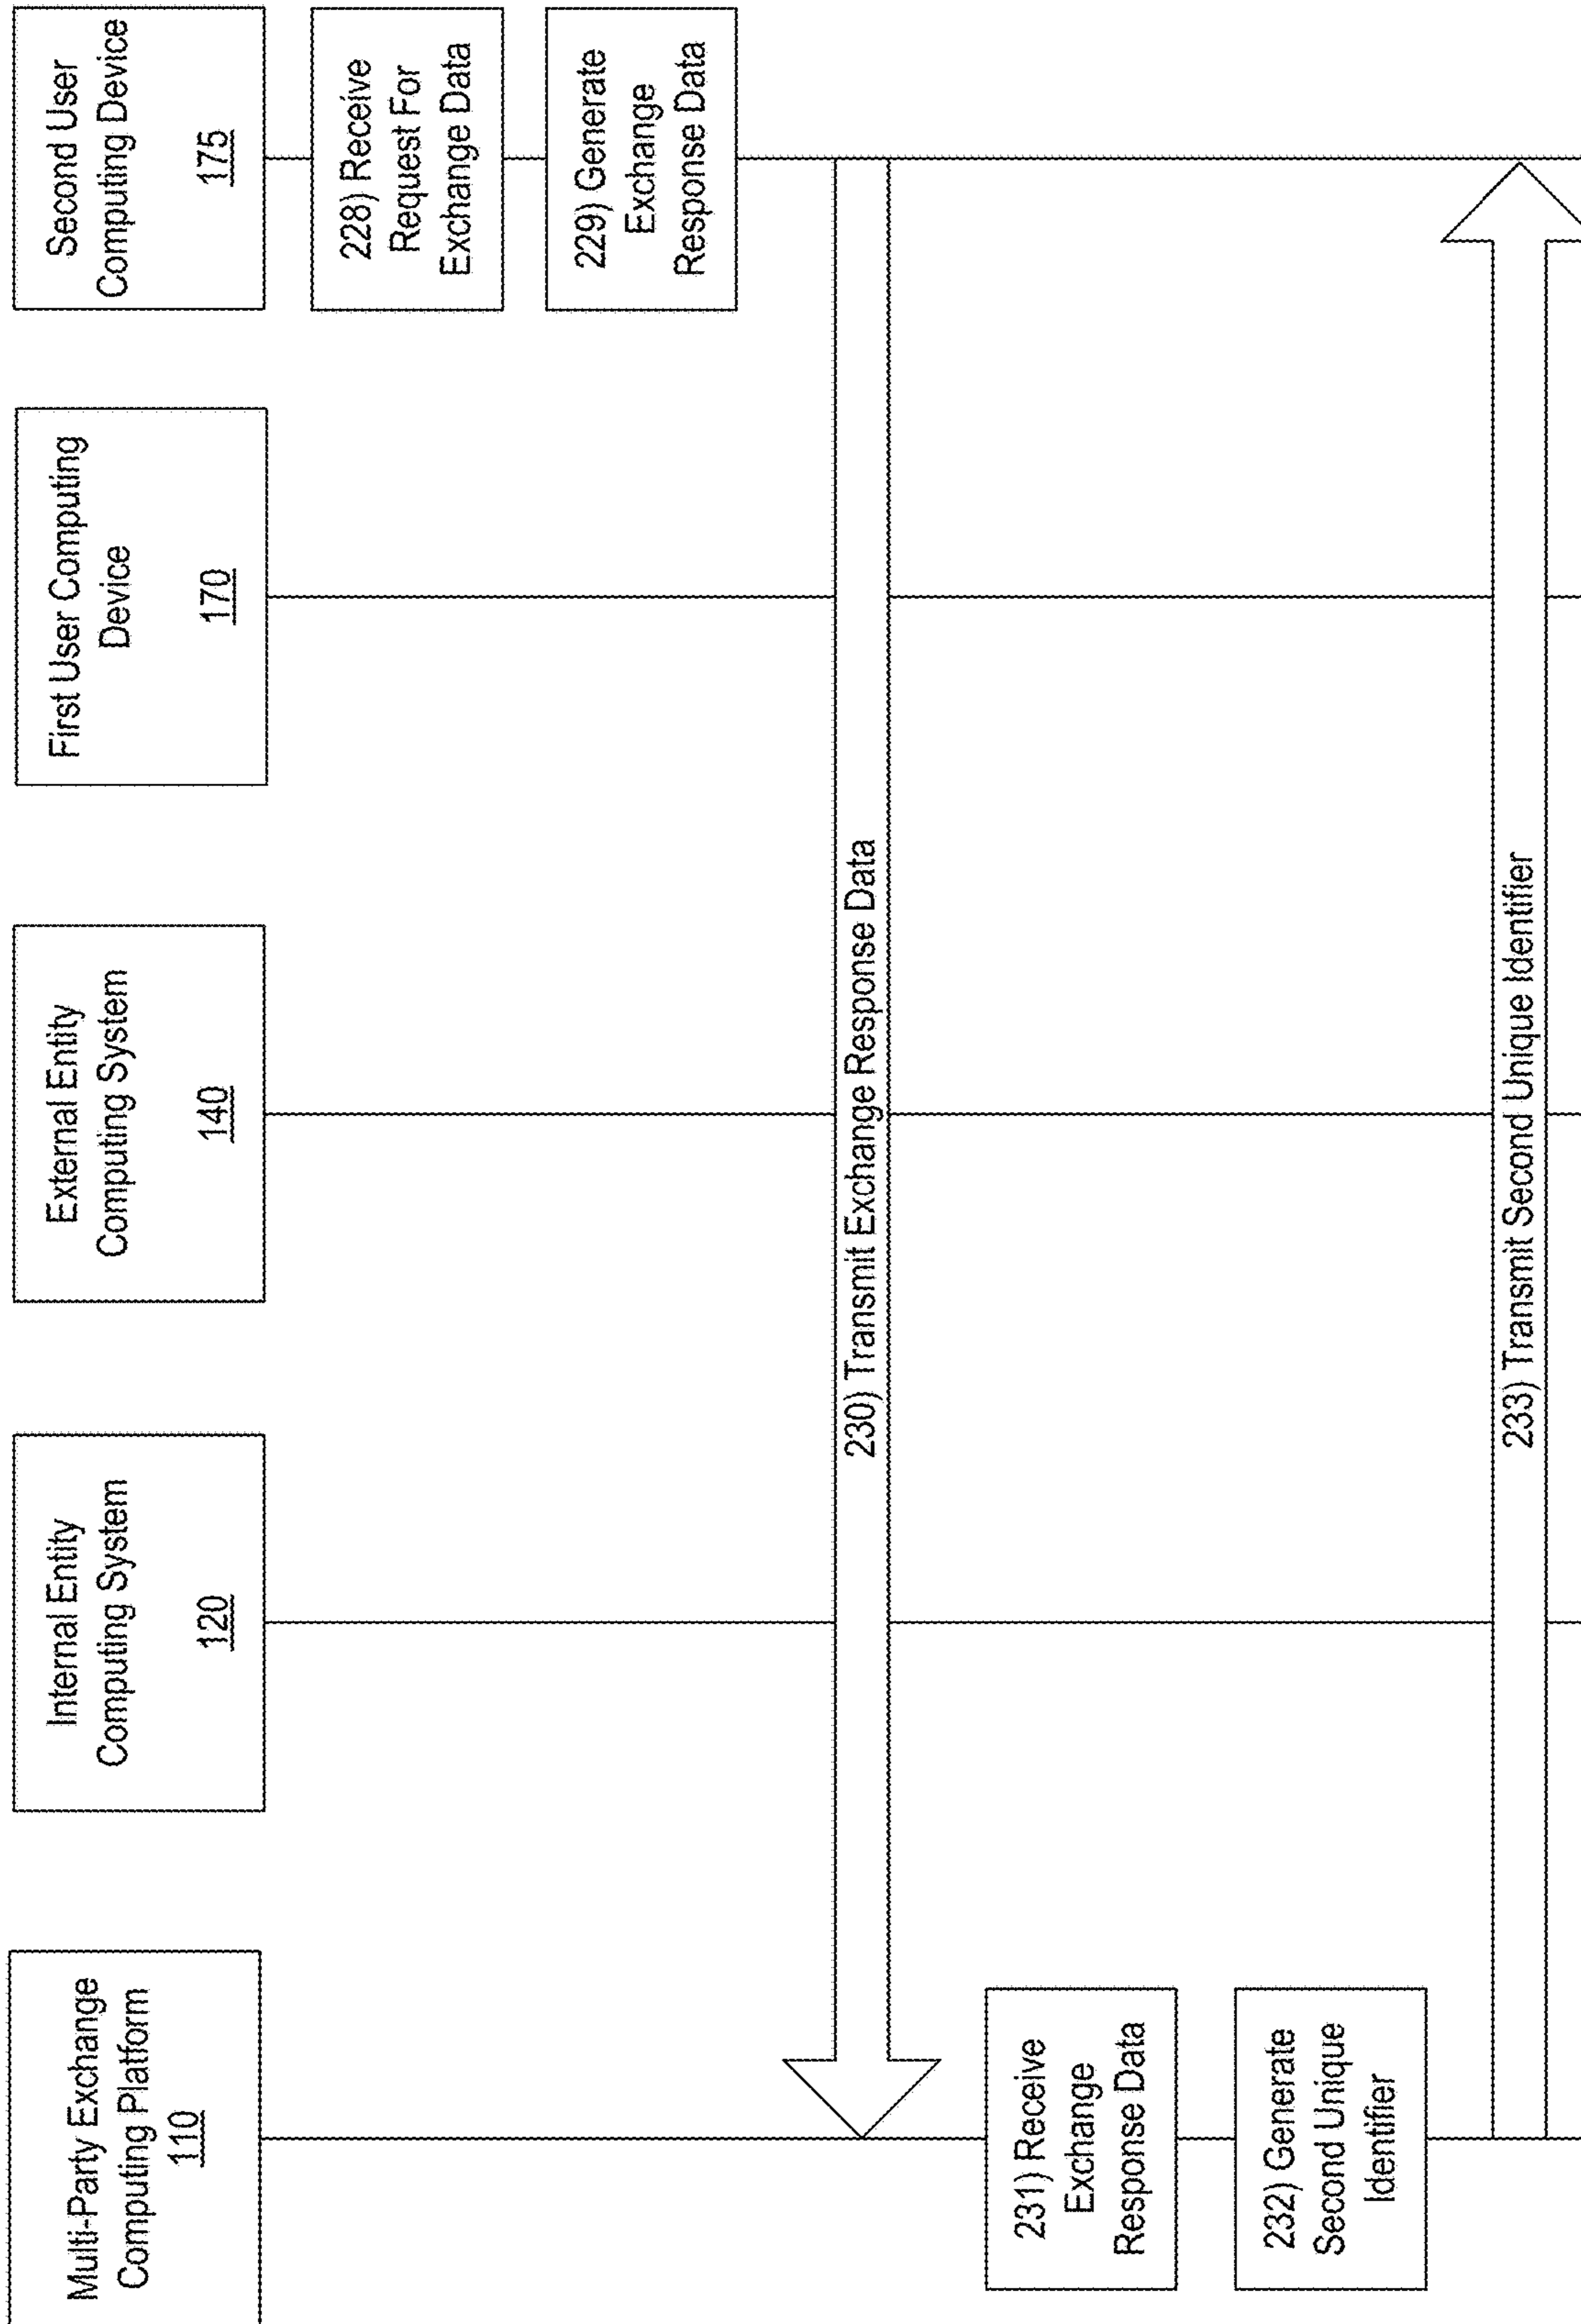 Multi-Party Exchange
Computing Platform
110
Internal Entity
Computing System
120
External Entity
Computing System
140
First User Computing
Device
170
Second User
Computing Device
175
228) Receive
Request For
Exchange Data
229) Generate
Exchange
Response Data
230) Transmit Exchange Response Data
231) Receive
Exchange
Response Data
232) Generate
Second Unique
Identifier
233) Transmit Second Unique Identifier